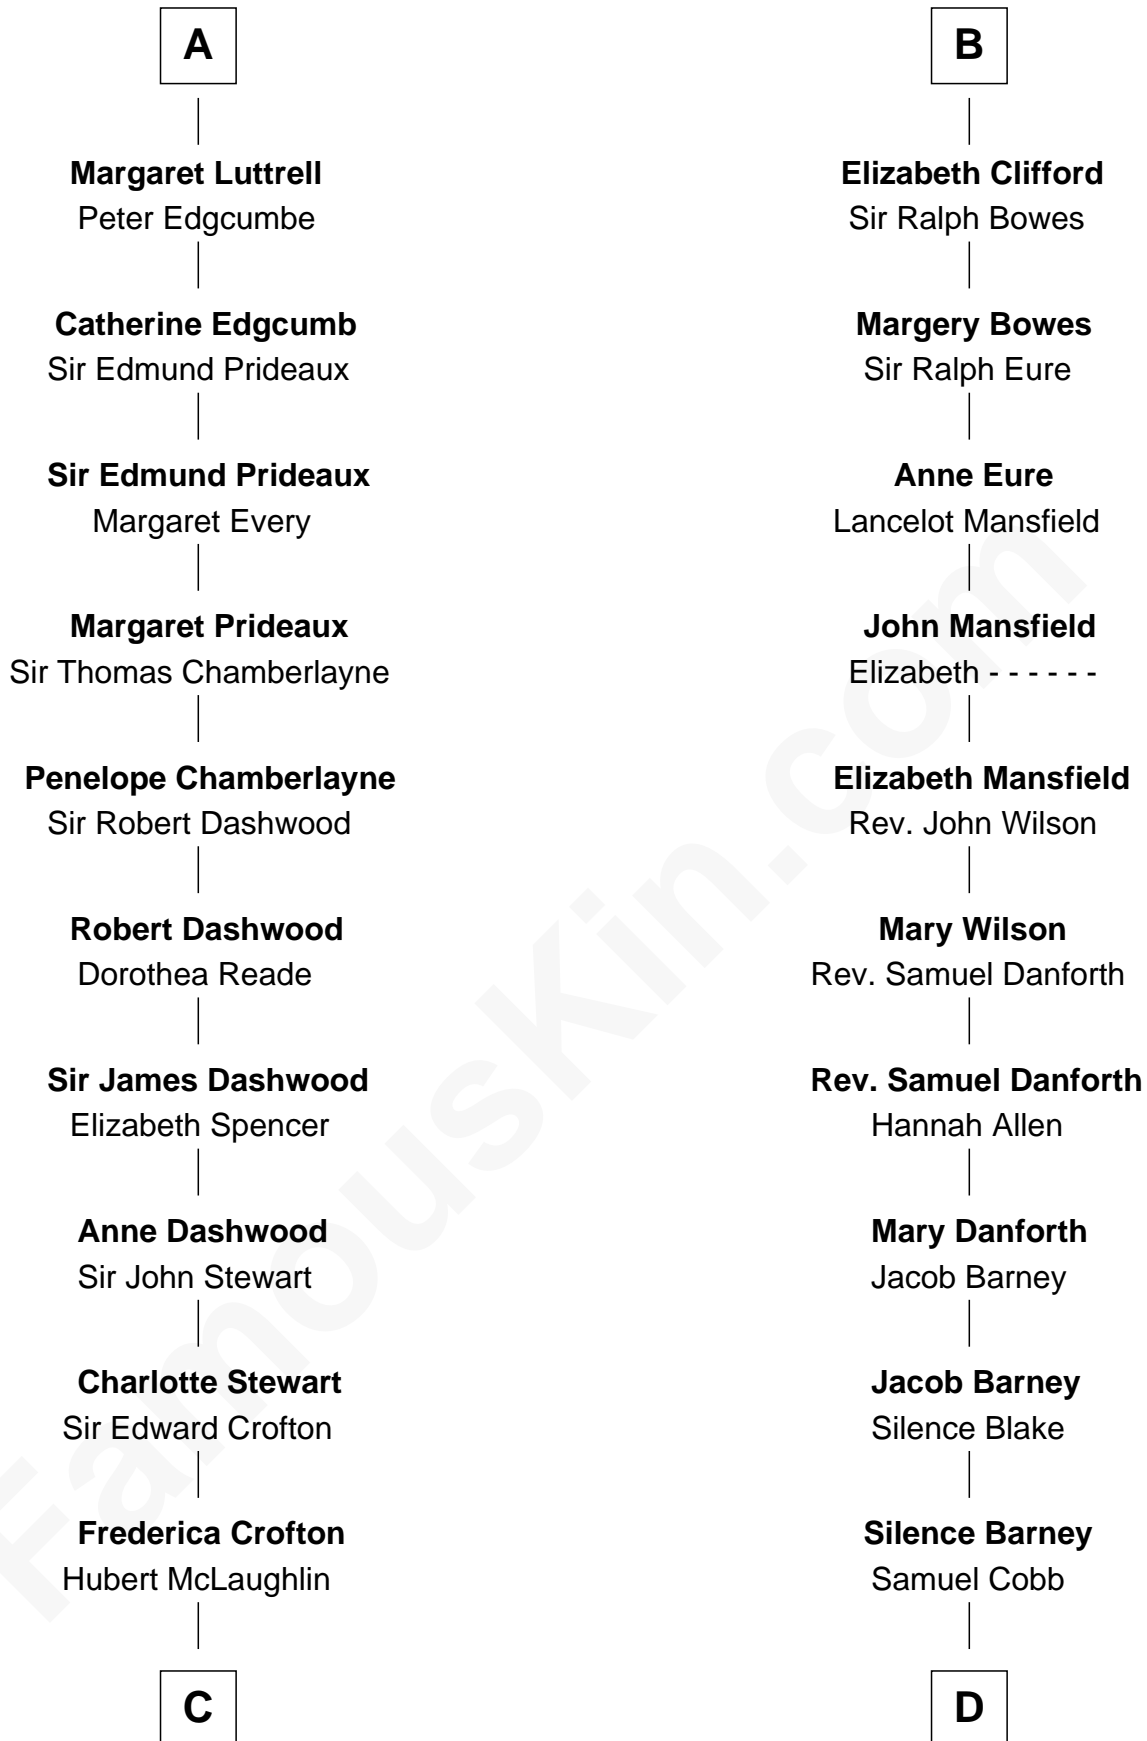 A
Margaret Luttrell
Peter Edgcumbe
Catherine Edgcumb
Sir Edmund Prideaux
Sir Edmund Prideaux
Margaret Every
Margaret Prideaux
Sir Thomas Chamberlayne
Penelope Chamberlayne
Sir Robert Dashwood
Robert Dashwood
Dorothea Reade
Sir James Dashwood
Elizabeth Spencer
Anne Dashwood
Sir John Stewart
Charlotte Stewart
Sir Edward Crofton
Frederica Crofton
Hubert McLaughlin
C
B
Elizabeth Clifford
Sir Ralph Bowes
Margery Bowes
Sir Ralph Eure
Anne Eure
Lancelot Mansfield
John Mansfield
Elizabeth - - - - - -
Elizabeth Mansfield
Rev. John Wilson
Mary Wilson
Rev. Samuel Danforth
Rev. Samuel Danforth
Hannah Allen
Mary Danforth
Jacob Barney
Jacob Barney
Silence Blake
Silence Barney
Samuel Cobb
D
FamousKin.com